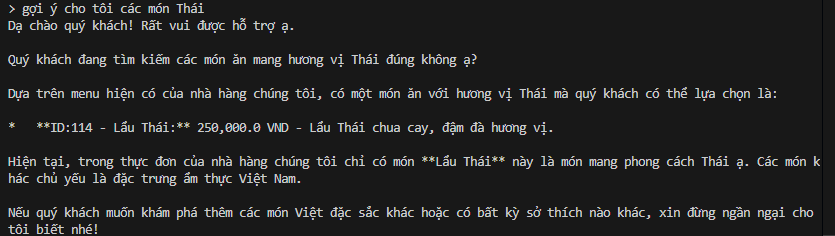 > gợi ý cho tôi các món Thái
Dạ chào quý khách! Rất vui được hỗ trợ ạ.
Quý khách đang tìm kiếm các món ăn mang hương vị Thái đúng không ạ?
Dựa trên menu hiện có của nhà hàng chúng tôi, có một món ăn với hương vị Thái mà quý khách có thể lựa chọn là:
*   **ID:114 - Lẩu Thái:** 250,000.0 VND - Lẩu Thái chua cay, đậm đà hương vị.
Hiện tại, trong thực đơn của nhà hàng chúng tôi chỉ có món **Lẩu Thái** này là món mang phong cách Thái ạ. Các món k
hác chủ yếu là đặc trưng ẩm thực Việt Nam.
Nếu quý khách muốn khám phá thêm các món Việt đặc sắc khác hoặc có bất kỳ sở thích nào khác, xin đừng ngần ngại cho
tôi biết nhé!